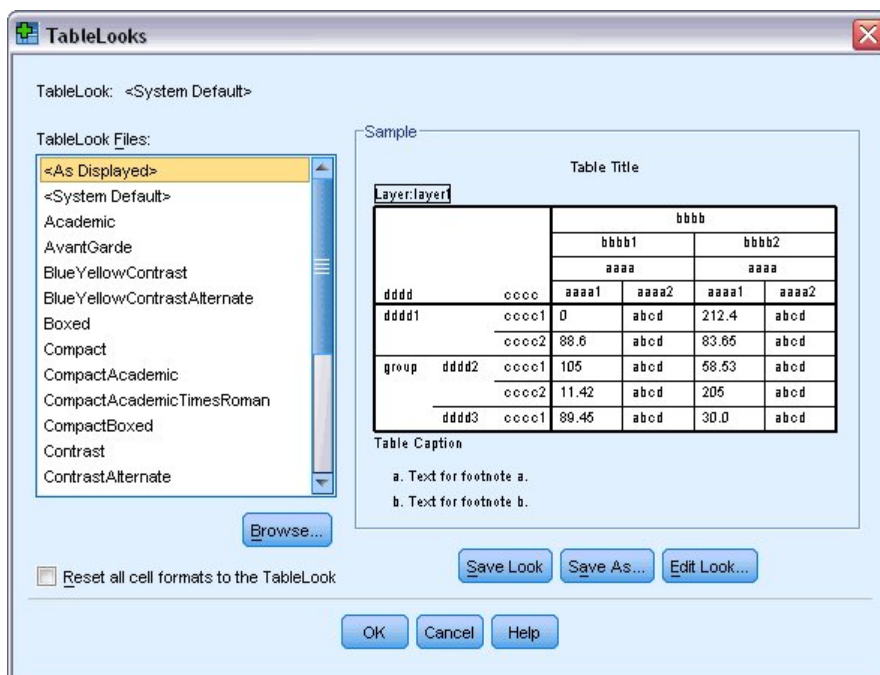 TableLooks
TableLook: <System Default>
TableLook Files:
<As Displayed>
<System Default>
Academic
AvantGarde
BlueYellowContrast
BlueYellowContrastAlternate
Boxed
Compact
CompactAcademic
CompactAcademicTimesRoman
CompactBoxed
Contrast
ContrastAlternate
Browse...
Reset all cell formats to the TableLook
Sample
Table Title
Layer:layer1
bbbb
bbbb1 bbbb2
aaaa aaaa
dddd cccc aaaa1 aaaa2 aaaa1 aaaa2
dddd1 cccc1 0 abcd 212.4 abcd
cccc2 88.6 abcd 83.65 abcd
group dddd2 cccc1 105 abcd 58.53 abcd
cccc2 11.42 abcd 205 abcd
dddd3 cccc1 89.45 abcd 30.0 abcd
Table Caption
a. Text for footnote a.
b. Text for footnote b.
Save Look Save As... Edit Look...
OK Cancel Help